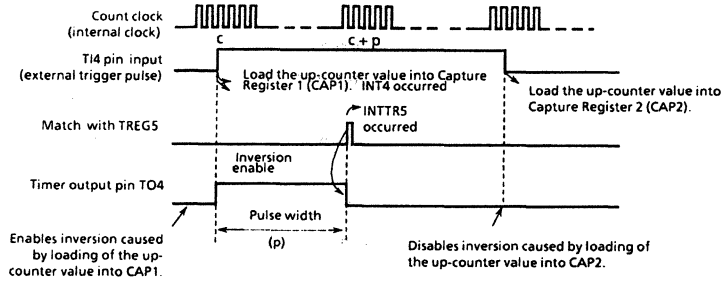 Count clock
(internal clock)
c
c + p
TI4 pin input
(external trigger pulse)
Load the up-counter value into Capture
Register 1 (CAP1). INT4 occurred
Load the up-counter value into
Capture Register 2 (CAP2).
INTTR5
occurred
Match with TREG5
Inversion
enable
Timer output pin TO4
Pulse width
(p)
Enables inversion caused
by loading of the up-
counter value into CAP1.
Disables inversion caused by loading of
the up-counter value into CAP2.